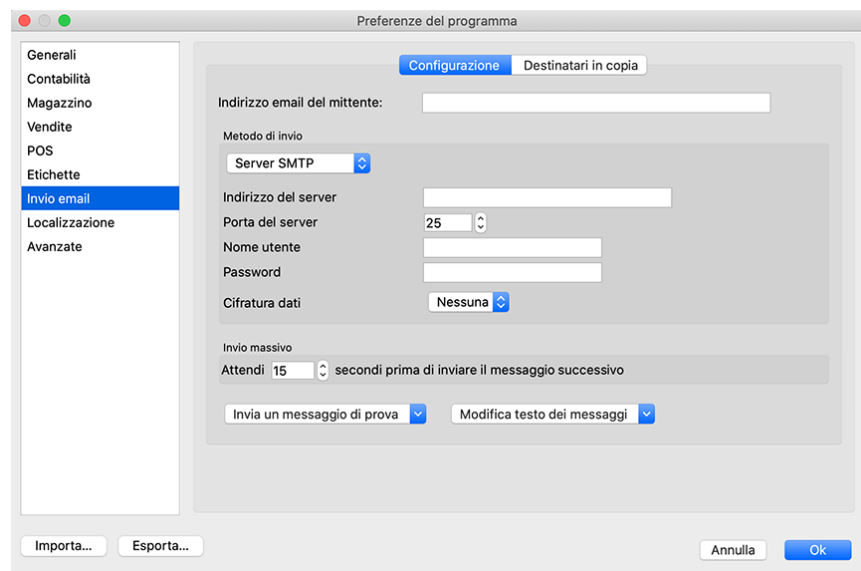 Preferenze del programma
Generali
Contabilità
Magazzino
Vendite
POS
Etichette
Invio email
Localizzazione
Avanzate
Configurazione Destinatari in copia
Indirizzo email del mittente:
Metodo di invio
Server SMTP
Indirizzo del server
Porta del server 25
Nome utente
Password
Cifratura dati Nessuna
Invio massivo
Attendi 15 secondi prima di inviare il messaggio successivo
Invia un messaggio di prova Modifica testo dei messaggi
Importa... Esporta... Annulla Ok